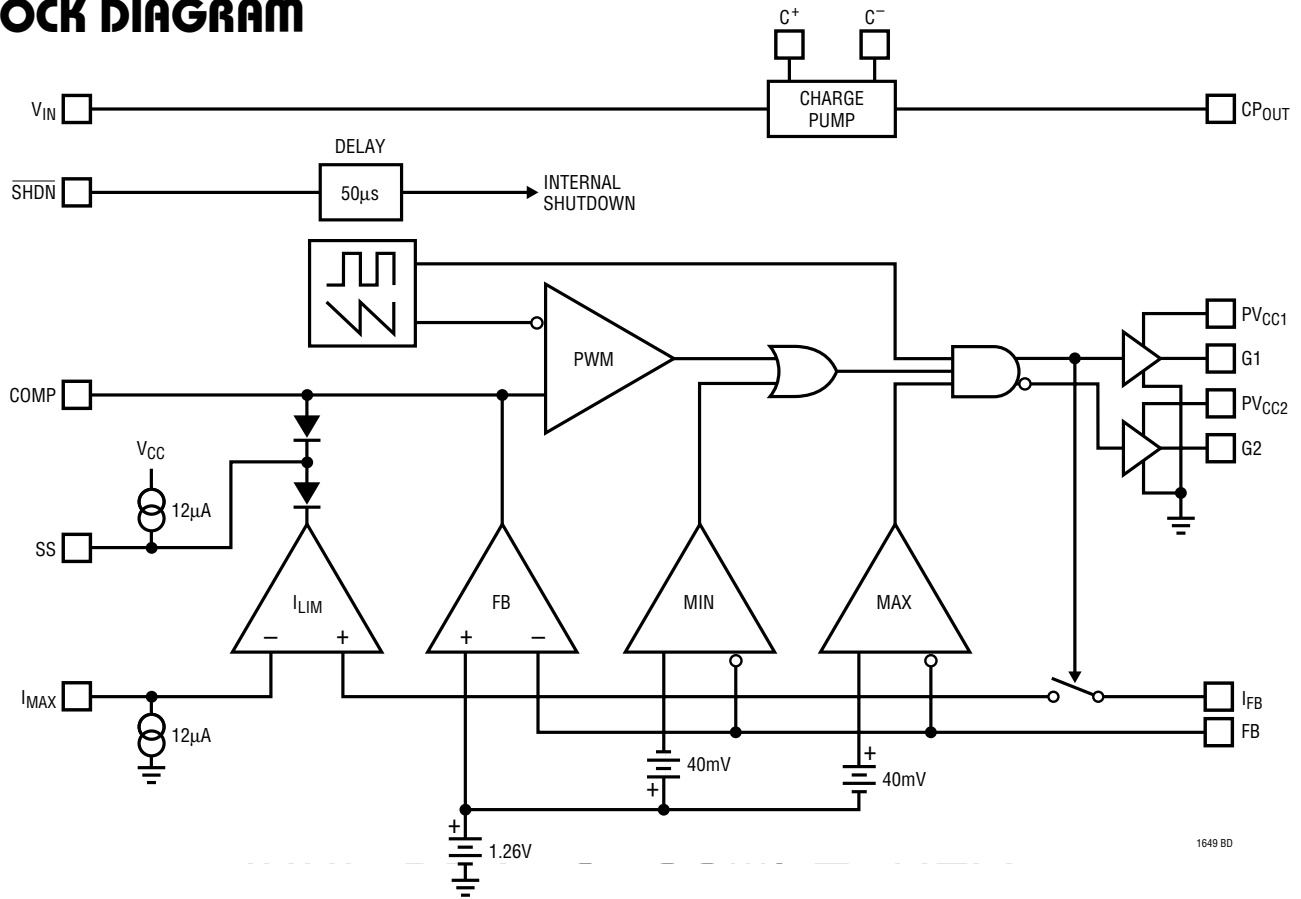 OCK DIAGRAM
C+ C–
VIN
CHARGE
PUMP
CPOUT
DELAY
SHDN
50µs
INTERNAL
SHUTDOWN
PWM
PVCC1
G1
COMP
PVCC2
G2
VCC
12µA
SS
ILIM
– +
FB
+ –
MIN
MAX
IMAX
12µA
IFB
FB
40mV
+
+
40mV
+
1.26V
1649 BD